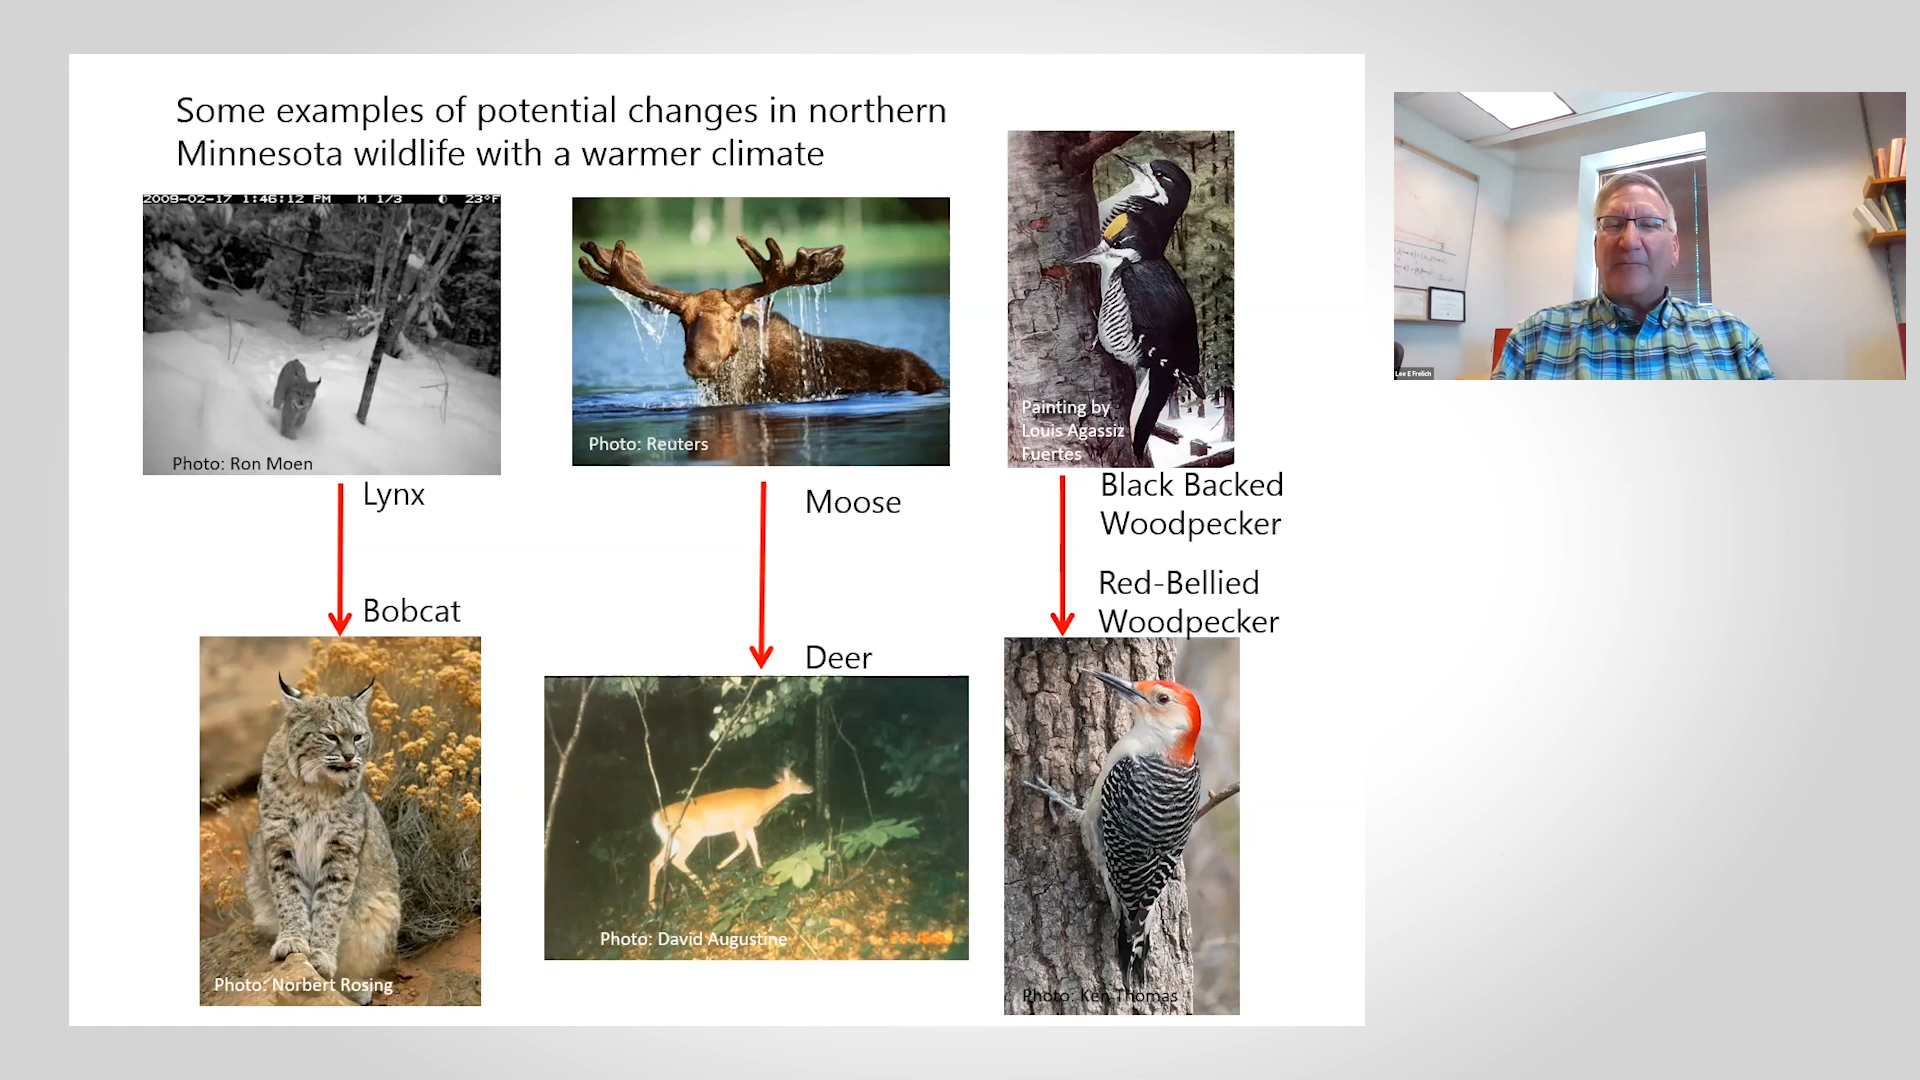 Some examples of potential changes in northern
Minnesota wildlife with a warmer climate
2009-02-17 1:46:12 PM M 1/3 23°F
Photo: Ron Moen
Photo: Reuters
Painting by
Louis Agassiz
Fuertes
Lynx
Moose
Black Backed
Woodpecker
Bobcat
Deer
Red-Bellied
Woodpecker
Photo: Norbert Rosing
Photo: David Augustine
Photo: Ken Thomas
Lee E Frelich